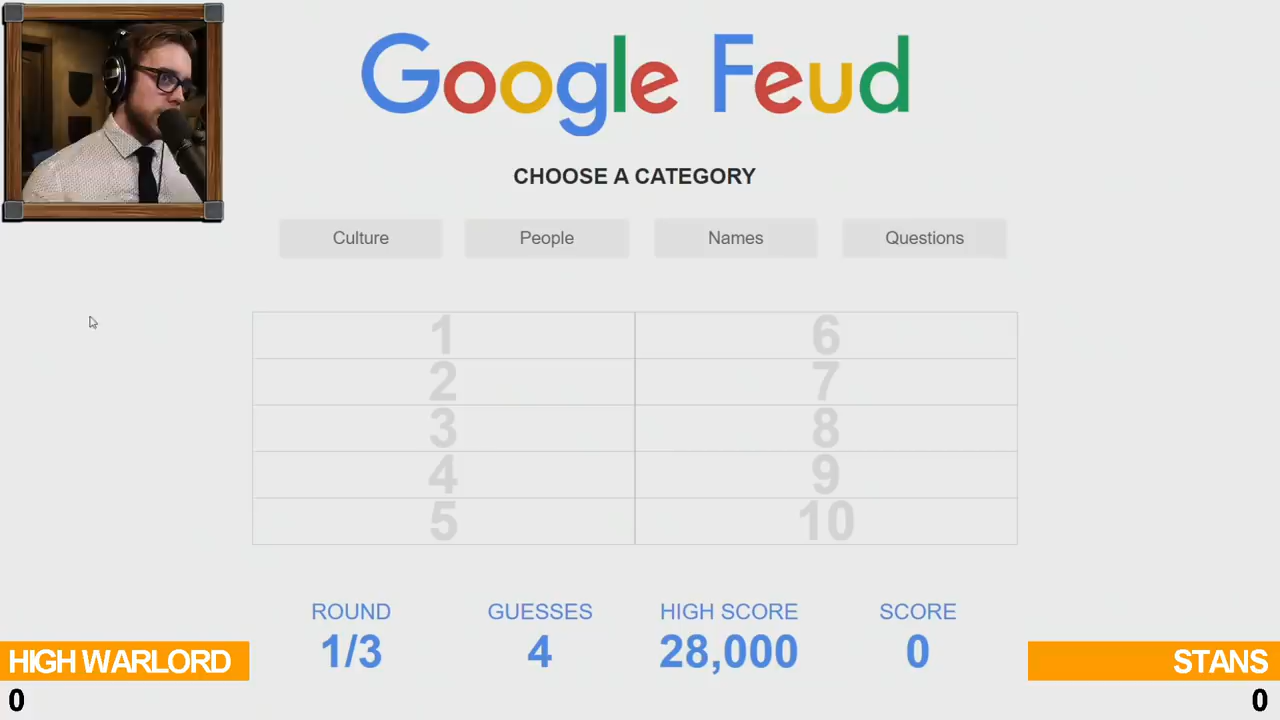 Google Feud
CHOOSE A CATEGORY
Culture People Names Questions
1 6
2 7
3 8
4 9
5 10
ROUND GUESSES HIGH SCORE SCORE
1/3 4 28,000 0
HIGH WARLORD STANS
0 0